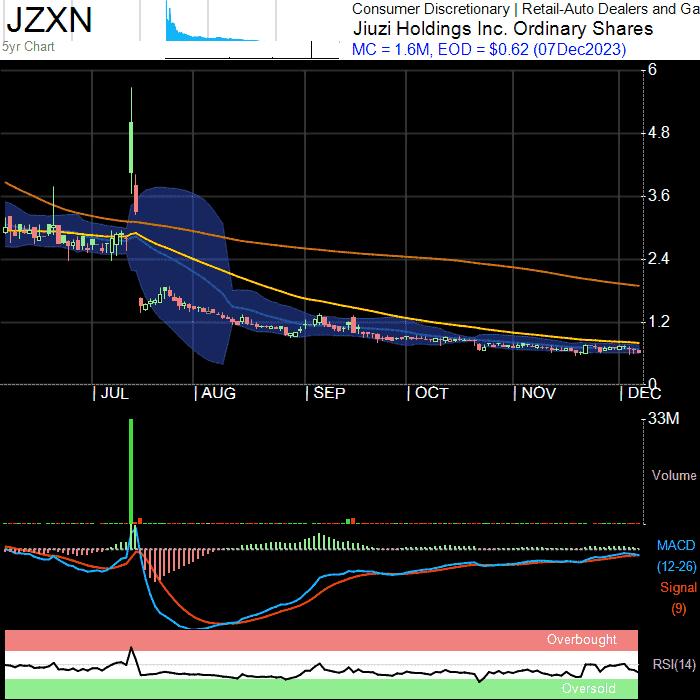 JZXN
5yr Chart
Consumer Discretionary | Retail-Auto Dealers and Ga
Jiuzi Holdings Inc. Ordinary Shares
MC = 1.6M, EOD = $0.62 (07Dec2023)
6
4.8
3.6
2.4
1.2
0
| JUL | AUG | SEP | OCT | NOV | DEC
33M
Volume
MACD
(12-26)
Signal
(9)
Overbought
RSI(14)
Oversold